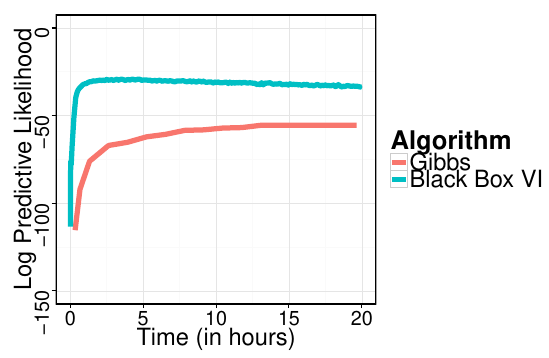 Log Predictive Likelihood
0
−50
−100
−150
0 5 10 15 20
Time (in hours)
Algorithm
Gibbs
Black Box VI